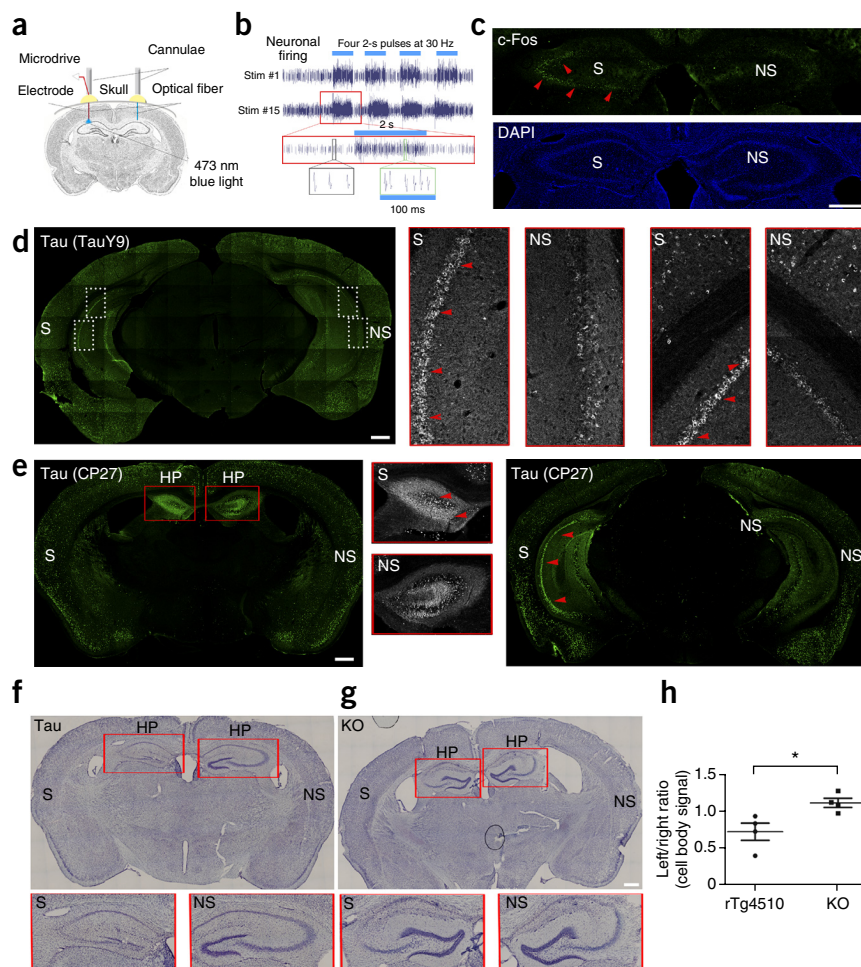 a
Microdrive
Cannulae
Electrode
Skull
Optical fiber
473 nm
blue light
b
Neuronal
firing
Four 2-s pulses at 30 Hz
Stim #1
Stim #15
2 s
100 ms
c
c-Fos
S
NS
DAPI
S
NS
d
Tau (TauY9)
S
NS
S
NS
S
NS
e
Tau (CP27)
HP
HP
S
NS
S
NS
Tau (CP27)
S
NS
f
Tau
HP
S
NS
S
NS
g
KO
HP
S
NS
S
NS
h
*
Left/right ratio
(cell body signal)
1.5
1.0
0.5
0
rTg4510
KO